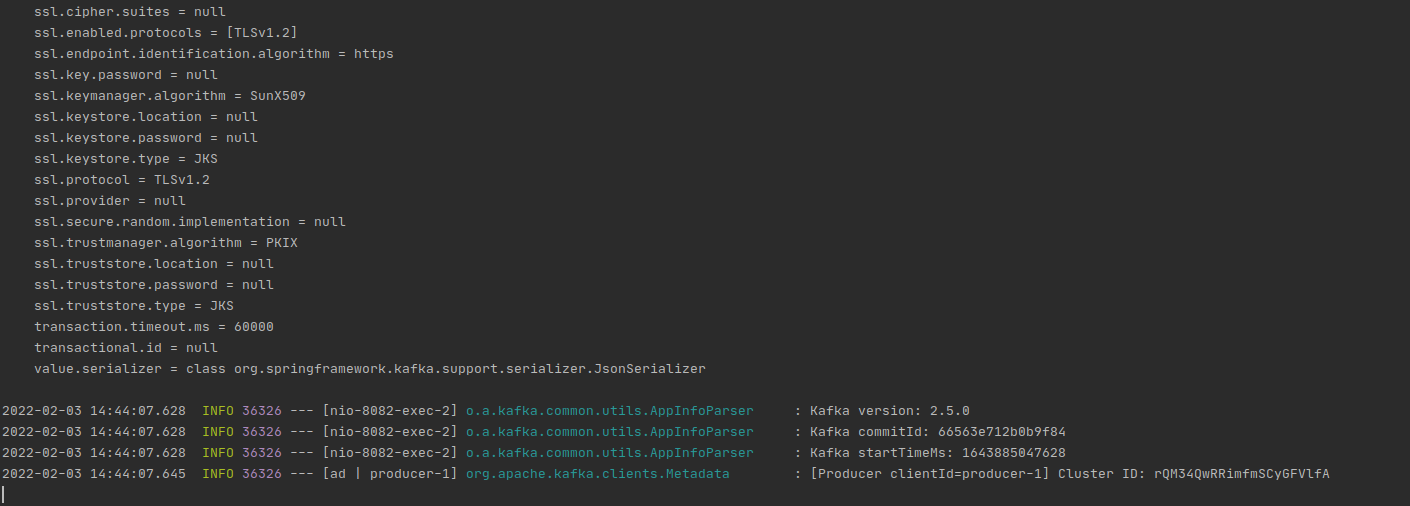 ssl.cipher.suites = null
ssl.enabled.protocols = [TLSv1.2]
ssl.endpoint.identification.algorithm = https
ssl.key.password = null
ssl.keymanager.algorithm = SunX509
ssl.keystore.location = null
ssl.keystore.password = null
ssl.keystore.type = JKS
ssl.protocol = TLSv1.2
ssl.provider = null
ssl.secure.random.implementation = null
ssl.trustmanager.algorithm = PKIX
ssl.truststore.location = null
ssl.truststore.password = null
ssl.truststore.type = JKS
transaction.timeout.ms = 60000
transactional.id = null
value.serializer = class org.springframework.kafka.support.serializer.JsonSerializer
2022-02-03 14:44:07.628  INFO 36326 --- [nio-8082-exec-2] o.a.kafka.common.utils.AppInfoParser     : Kafka version: 2.5.0
2022-02-03 14:44:07.628  INFO 36326 --- [nio-8082-exec-2] o.a.kafka.common.utils.AppInfoParser     : Kafka commitId: 66563e712b0b9f84
2022-02-03 14:44:07.628  INFO 36326 --- [nio-8082-exec-2] o.a.kafka.common.utils.AppInfoParser     : Kafka startTimeMs: 1643885047628
2022-02-03 14:44:07.645  INFO 36326 --- [ad | producer-1] org.apache.kafka.clients.Metadata        : [Producer clientId=producer-1] Cluster ID: rQM34QwRRimfmSCyGFVlfA